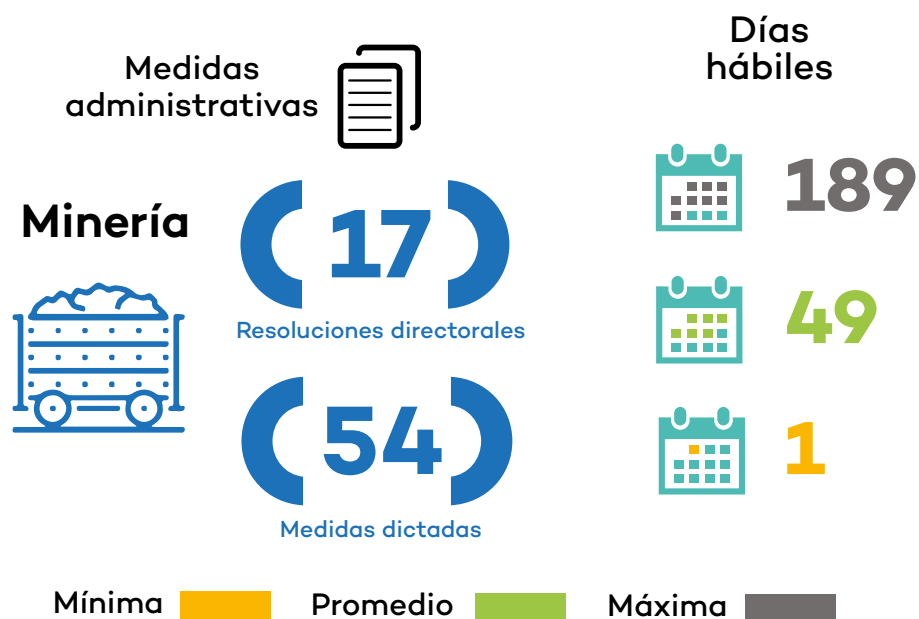 Medidas
administrativas
Minería
17
Resoluciones directorales
54
Medidas dictadas
Días
hábiles
189
49
1
Mínima
Promedio
Máxima